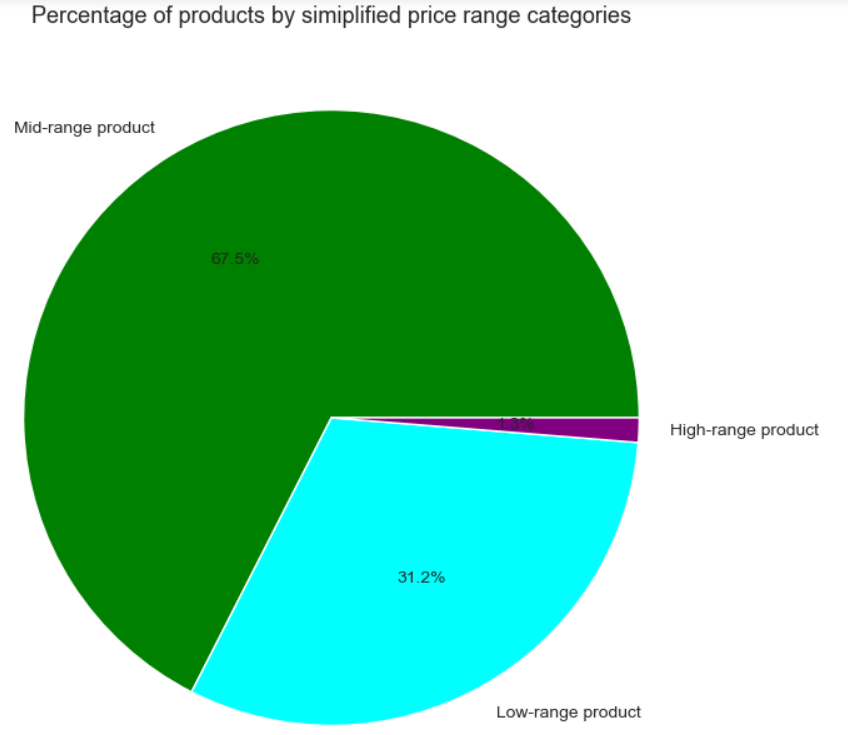 Percentage of products by simiplified price range categories
Mid-range product
67.5%
1.3%
High-range product
31.2%
Low-range product